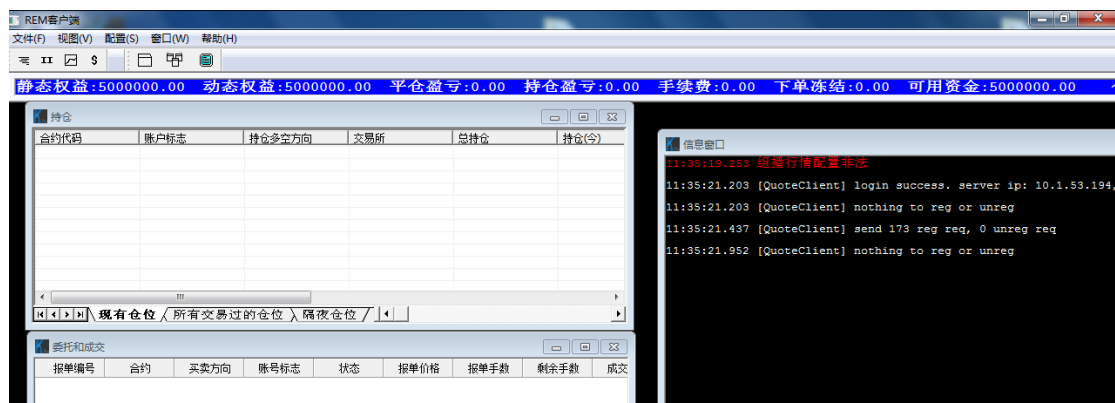 REM客户端
文件(F) 视图(V) 配置(S) 窗口(W) 帮助(H)
静态权益:5000000.00 动态权益:5000000.00 平仓盈亏:0.00 持仓盈亏:0.00 手续费:0.00 下单冻结:0.00 可用资金:5000000.00
持仓
合约代码 账户标志 持仓多空方向 交易所 总持仓 持仓(今)
现有仓位 所有交易过的仓位 隔夜仓位
信息窗口
11:35:19.253 组播行情配置非法
11:35:21.203 [QuoteClient] login success. server ip: 10.1.53.194,
11:35:21.203 [QuoteClient] nothing to reg or unreg
11:35:21.437 [QuoteClient] send 173 reg req, 0 unreg req
11:35:21.952 [QuoteClient] nothing to reg or unreg
委托和成交
报单编号 合约 买卖方向 账号标志 状态 报单价格 报单手数 剩余手数 成交